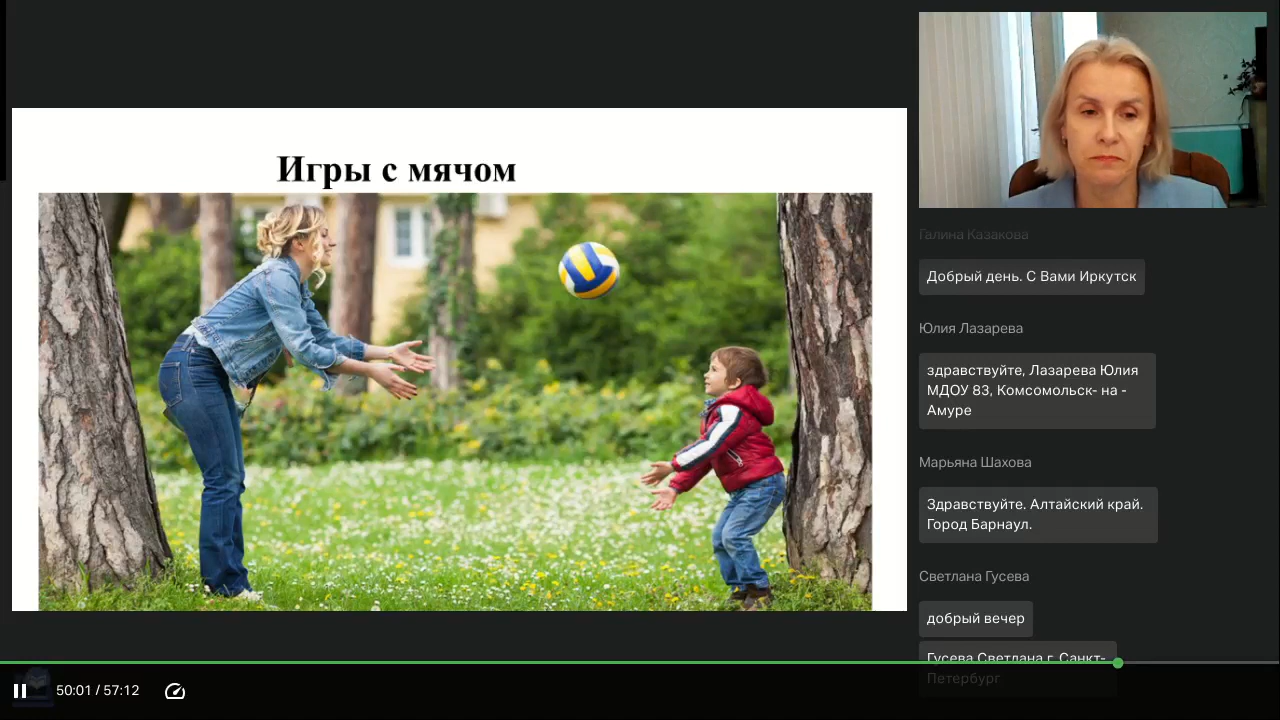 Игры с мячом
Галина Казакова
Добрый день. С Вами Иркутск
Юлия Лазарева
здравствуйте, Лазарева Юлия
МДОУ 83, Комсомольск- на -
Амуре
Марьяна Шахова
Здравствуйте. Алтайский край.
Город Барнаул.
Светлана Гусева
добрый вечер
Гусева Светлана г. Санкт-
Петербург
50:01 / 57:12